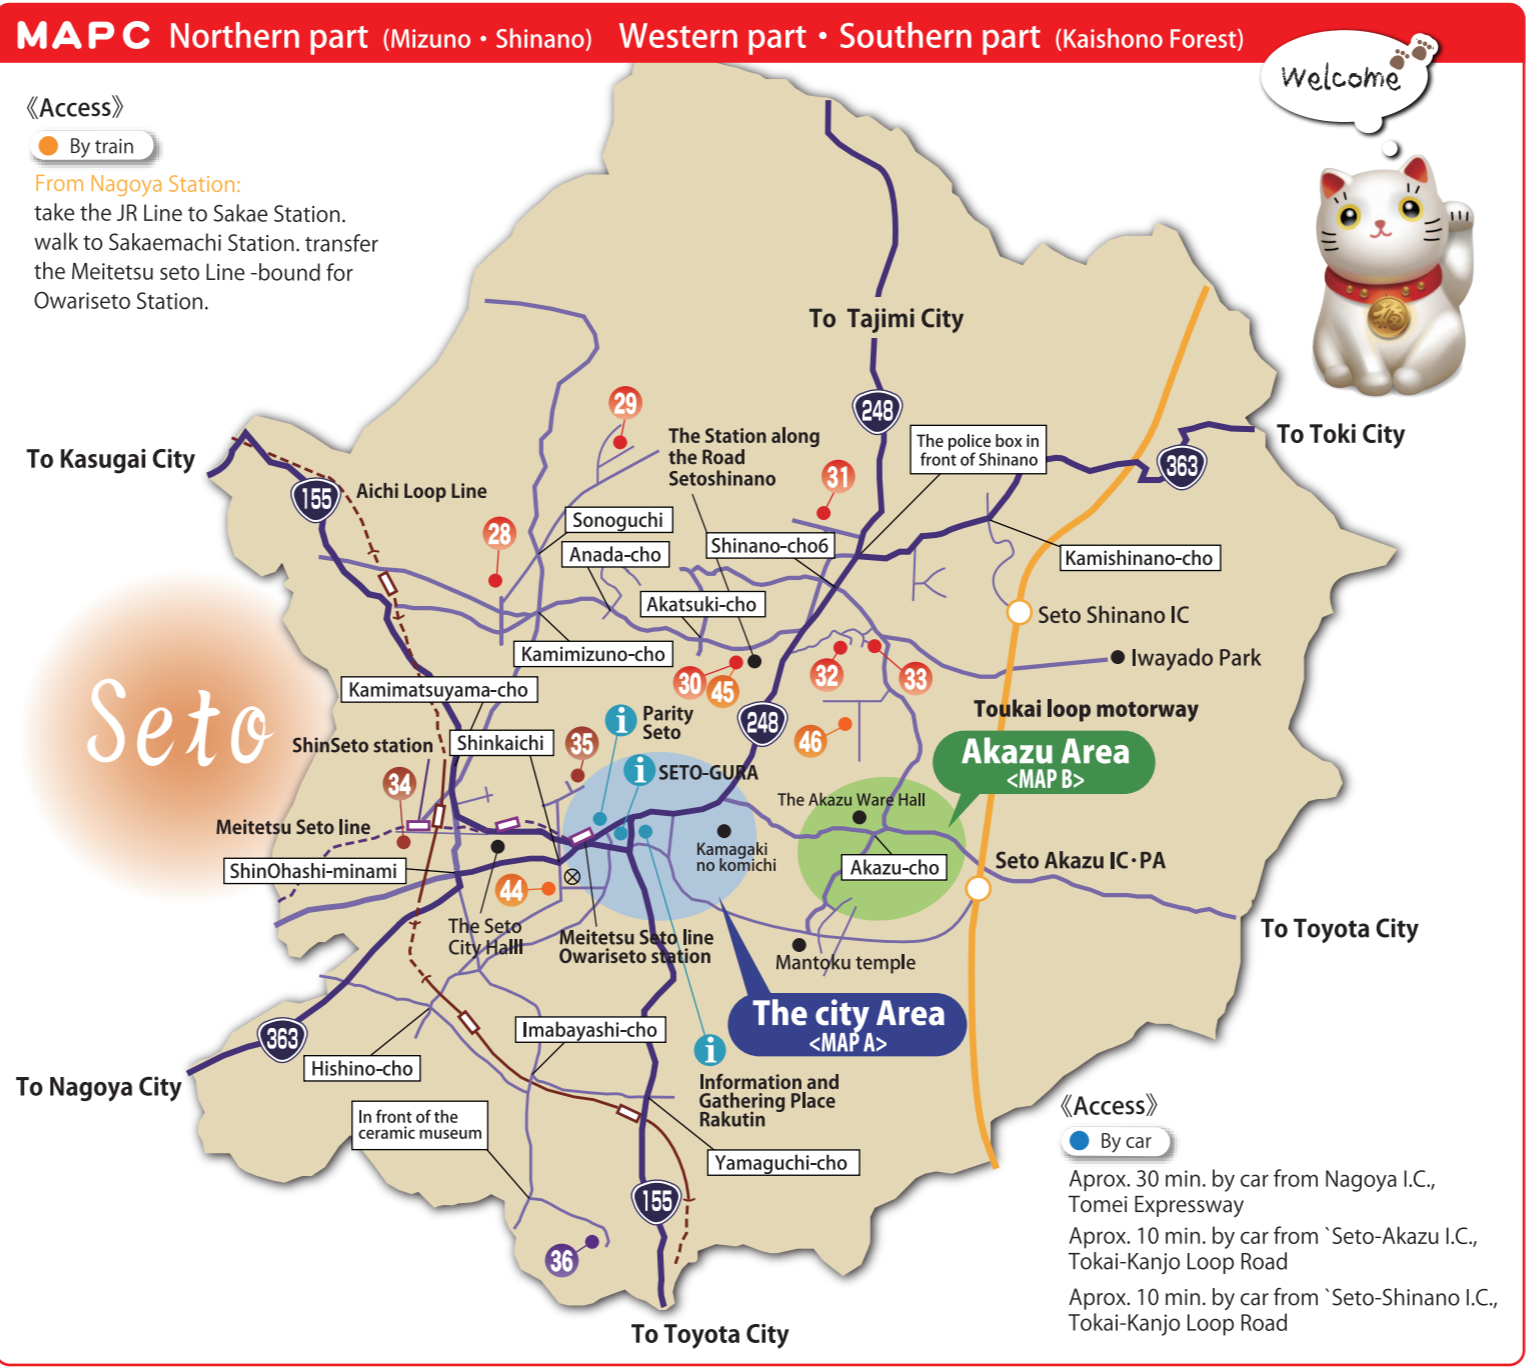 MAP C Northern part (Mizuno・Shinano) Western part・Southern part (Kaishono Forest)
Welcome
《Access》
By train
From Nagoya Station:
take the JR Line to Sakae Station.
walk to Sakaemachi Station. transfer
the Meitetsu seto Line -bound for
Owariseto Station.
福
To Tajimi City
248
29
The Station along
the Road
Setoshinano
The police box in
front of Shinano
To Toki City
363
To Kasugai City
155
Aichi Loop Line
31
28
Sonoguchi
Anada-cho
Shinano-cho6
Kamishinano-cho
Akatsuki-cho
Seto Shinano IC
Kamimizuno-cho
Iwayado Park
30
45
32
33
Kamimatsuyama-cho
Seto
i
Parity
Seto
248
46
Toukai loop motorway
ShinSeto station
Shinkaichi
35
Akazu Area
<MAP B>
i
SETO-GURA
34
The Akazu Ware Hall
Meitetsu Seto line
Kamagaki
no komichi
ShinOhashi-minami
Akazu-cho
Seto Akazu IC・PA
44
The Seto
City Halll
Meitetsu Seto line
Owariseto station
To Toyota City
Mantoku temple
The city Area
<MAP A>
363
Imabayashi-cho
i
Hishino-cho
To Nagoya City
Information and
Gathering Place
Rakutin
In front of the
ceramic museum
Yamaguchi-cho
155
36
To Toyota City
《Access》
By car
Aprox. 30 min. by car from Nagoya I.C.,
Tomei Expressway
Aprox. 10 min. by car from `Seto-Akazu I.C.,
Tokai-Kanjo Loop Road
Aprox. 10 min. by car from `Seto-Shinano I.C.,
Tokai-Kanjo Loop Road